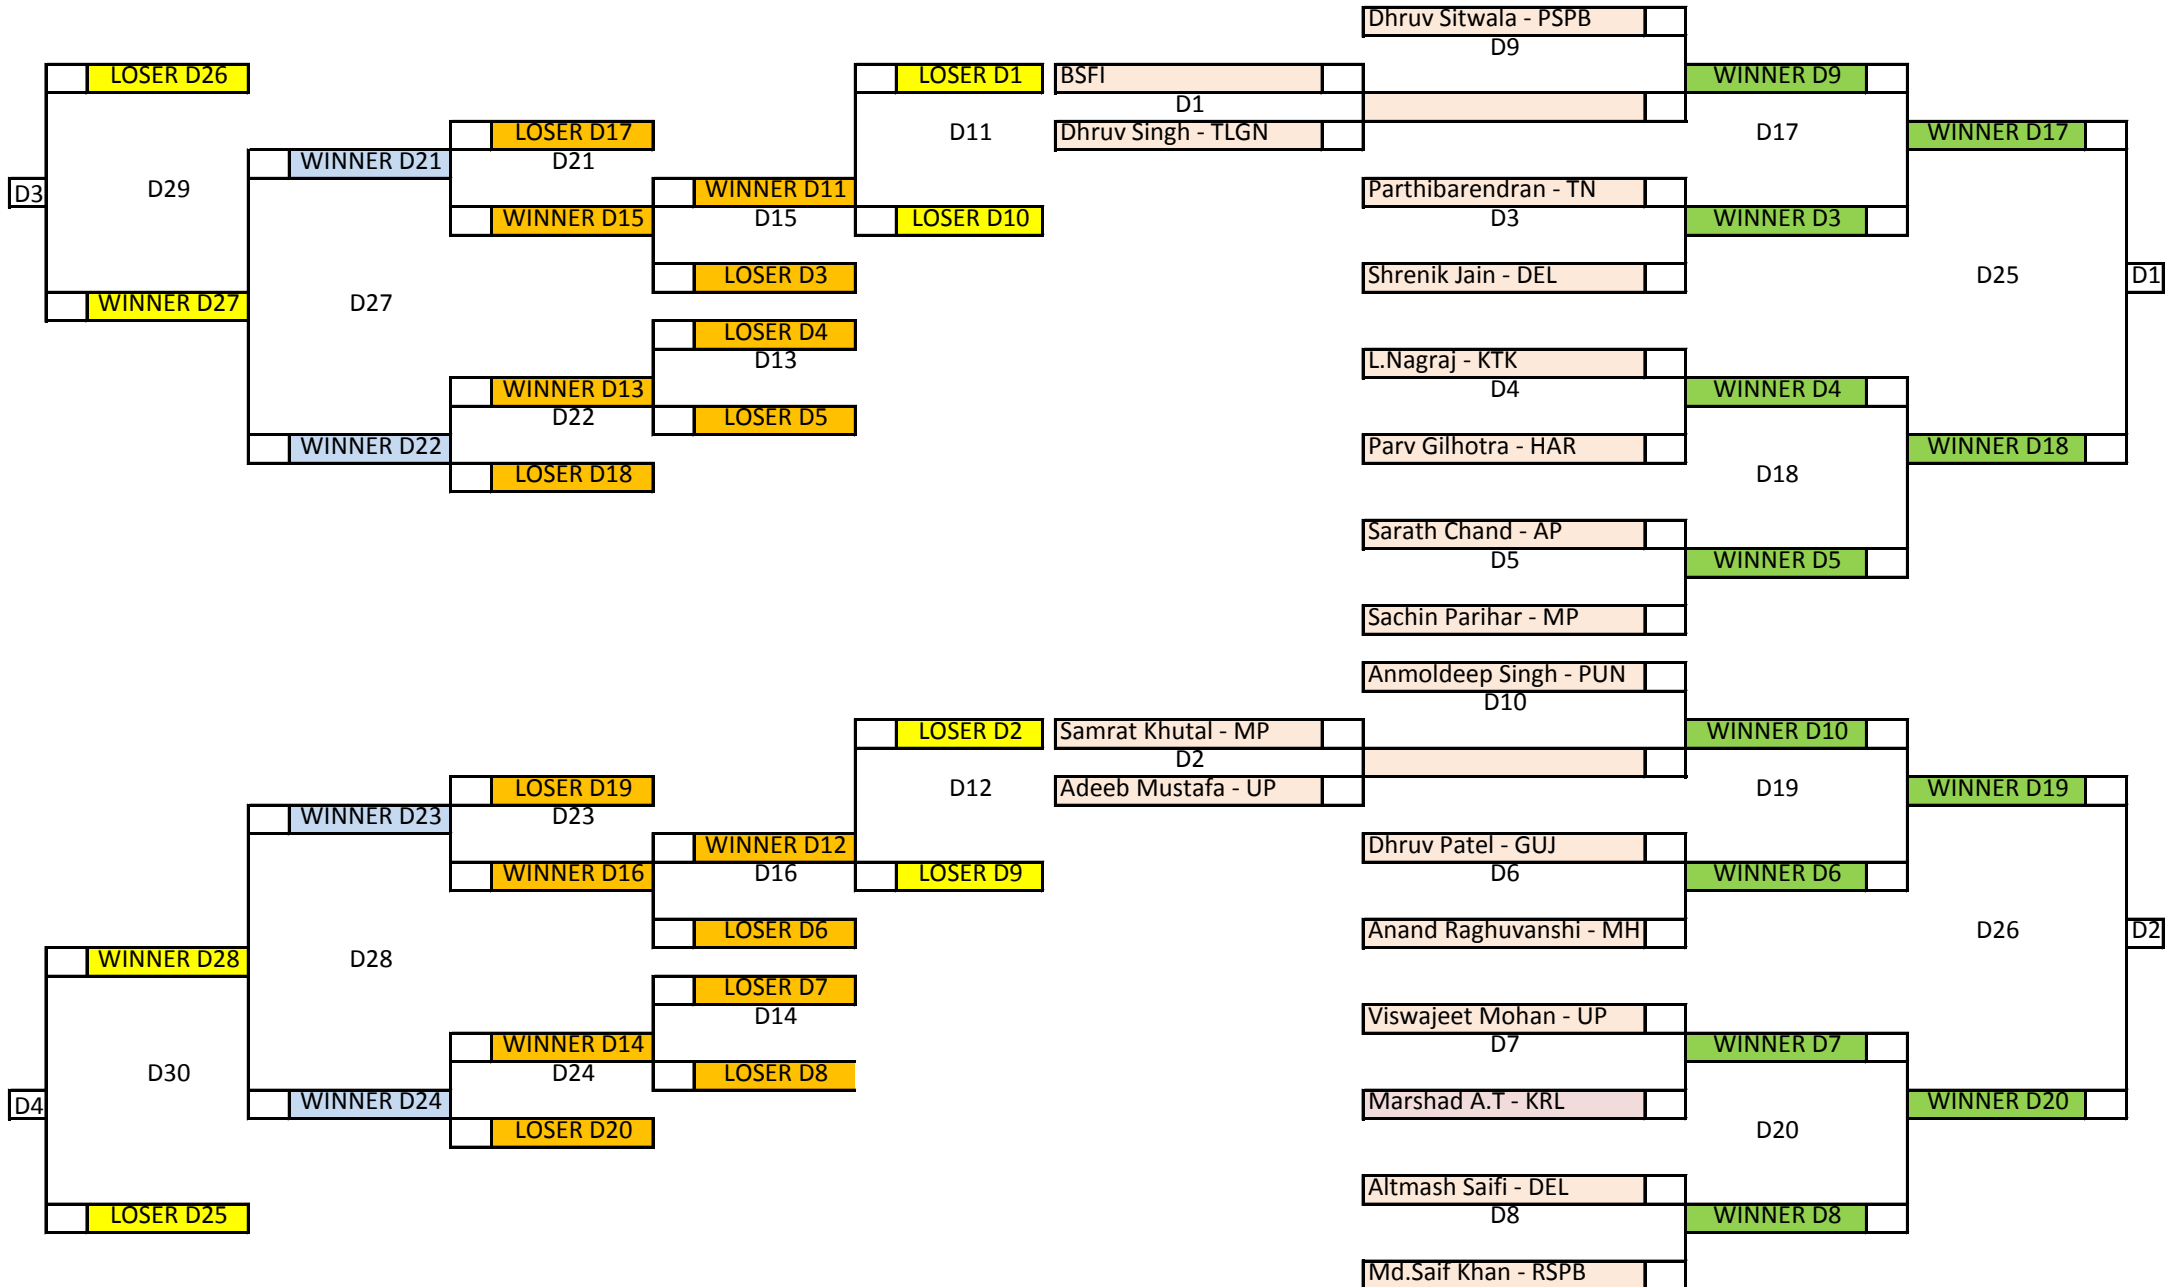 Dhruv Sitwala - PSPB
D9
LOSER D26
LOSER D1
BSFI
WINNER D9
D1
LOSER D17
D11
Dhruv Singh - TLGN
D17
WINNER D17
WINNER D21
D21
D3
D29
WINNER D11
Parthibarendran - TN
WINNER D15
D15
LOSER D10
D3
WINNER D3
LOSER D3
Shrenik Jain - DEL
D25
D1
WINNER D27
D27
LOSER D4
D13
L.Nagraj - KTK
WINNER D13
D4
WINNER D4
D22
LOSER D5
WINNER D22
Parv Gilhotra - HAR
WINNER D18
LOSER D18
D18
Sarath Chand - AP
D5
WINNER D5
Sachin Parihar - MP
Anmoldeep Singh - PUN
D10
LOSER D2
Samrat Khutal - MP
WINNER D10
D2
LOSER D19
D12
Adeeb Mustafa - UP
D19
WINNER D19
WINNER D23
D23
WINNER D12
Dhruv Patel - GUJ
WINNER D16
D16
LOSER D9
D6
WINNER D6
LOSER D6
Anand Raghuvanshi - MH
D26
D2
WINNER D28
D28
LOSER D7
D14
Viswajeet Mohan - UP
WINNER D14
D7
WINNER D7
D30
D24
LOSER D8
D4
WINNER D24
Marshad A.T - KRL
WINNER D20
LOSER D20
D20
Altmash Saifi - DEL
LOSER D25
D8
WINNER D8
Md.Saif Khan - RSPB